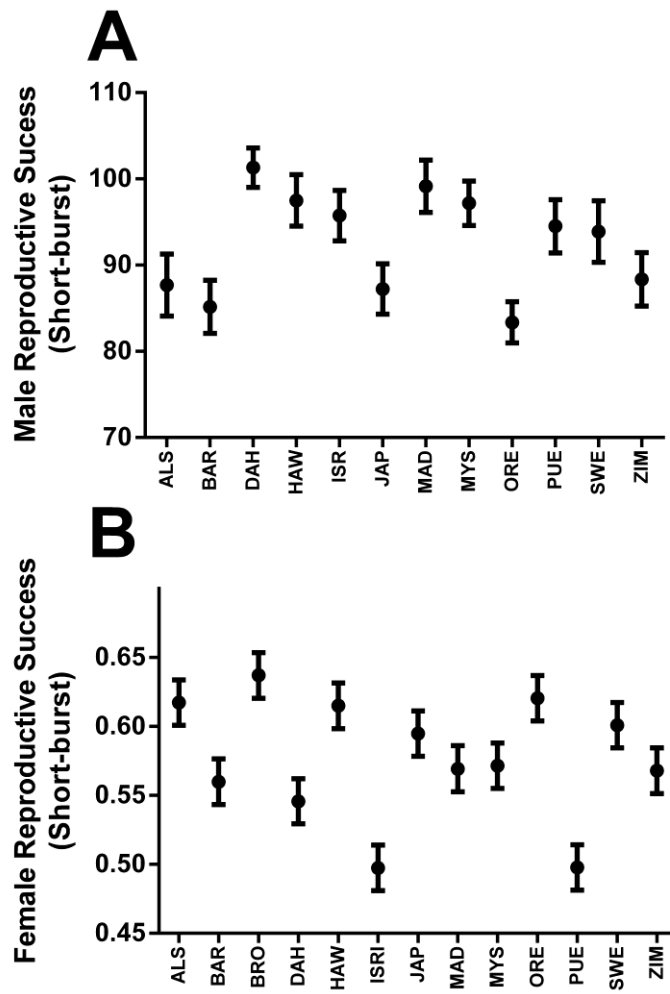 A
Male Reproductive Sucess
(Short-burst)
110
100
90
80
70
ALS BAR DAH HAW ISR JAP MAD MYS ORE PUE SWE ZIM
B
Female Reproductive Success
(Short-burst)
0.65
0.60
0.55
0.50
0.45
ALS BAR BRO DAH HAW ISRI JAP MAD MYS ORE PUE SWE ZIM